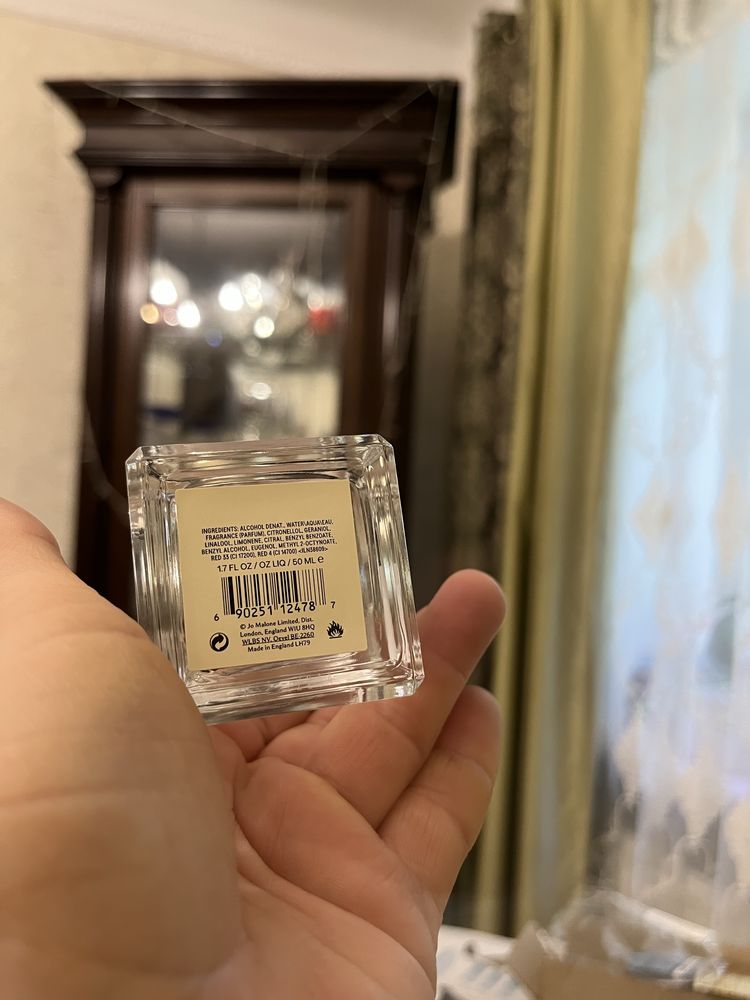 INGREDIENTS: ALCOHOL DENAT., WATER\AQUA\EAU,
FRAGRANCE (PARFUM), CITRONELLOL, GERANIOL,
LINALOOL, LIMONENE, CITRAL, BENZYL BENZOATE,
BENZYL ALCOHOL, EUGENOL, METHYL 2-OCTYNOATE,
RED 33 (CI 17200), RED 4 (CI 14700) <ILN38609>
1.7 FL OZ / OZ LIQ / 50 ML ℮
6 90251 12478 7
© Jo Malone Limited, Dist.
London, England W1U 8HQ
WLBS NV, Oevel BE-2260
Made in England LH79